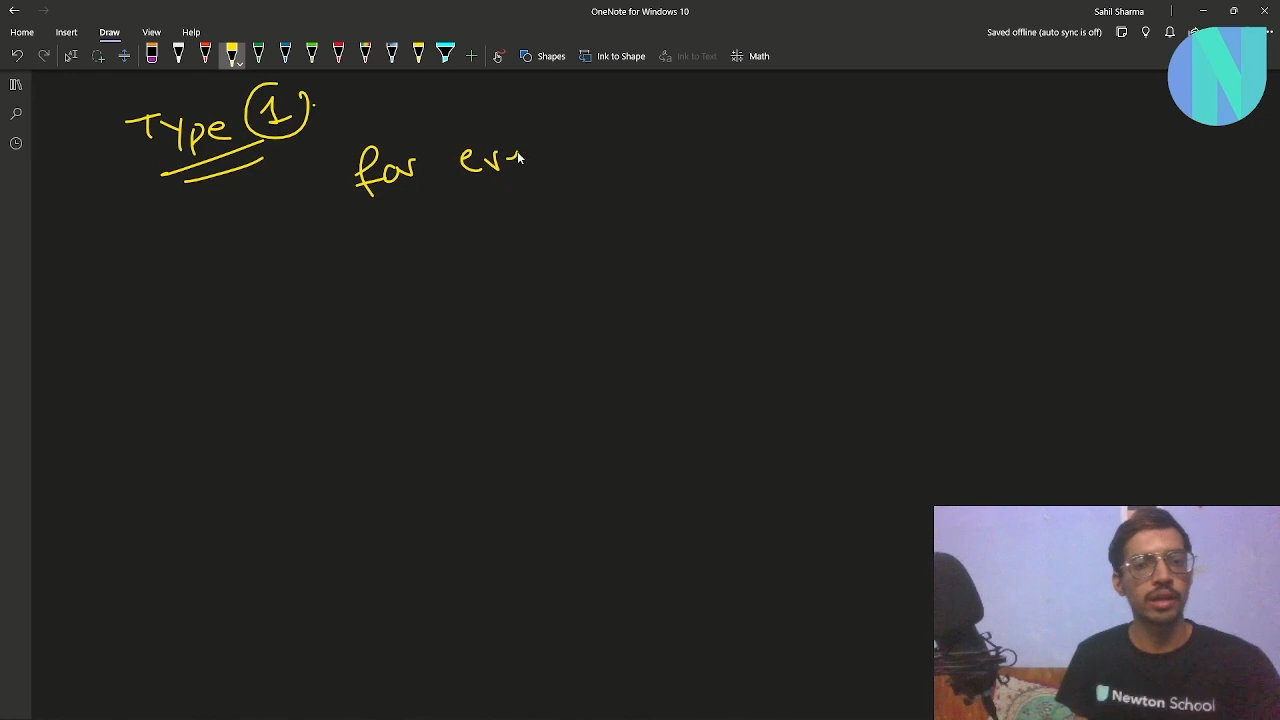 OneNote for Windows 10
Sahil Sharma
Home Insert Draw View Help
Saved offline (auto sync is off)
Shapes Ink to Shape Ink to Text Math
Type 1
for
Newton School